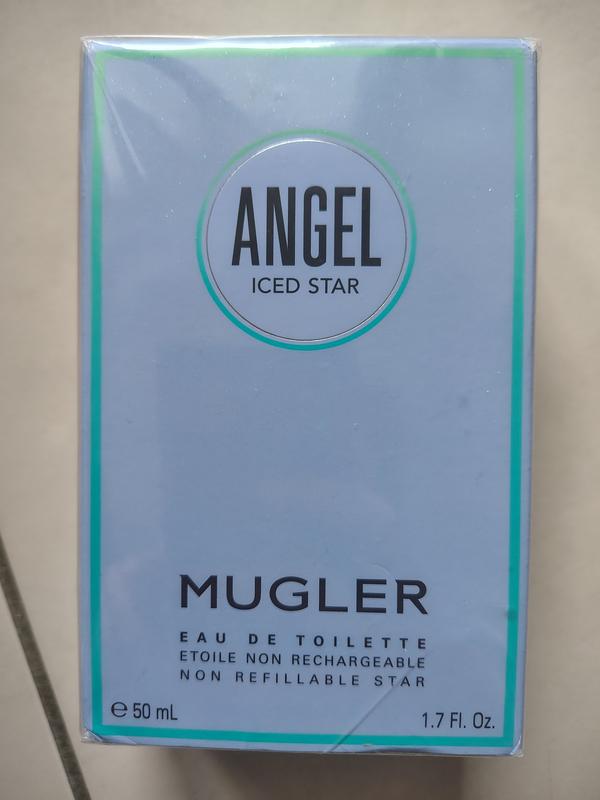 ANGEL
ICED STAR
MUGLER
EAU DE TOILETTE
ETOILE NON RECHARGEABLE
NON REFILLABLE STAR
℮ 50 mL
1.7 Fl. Oz.